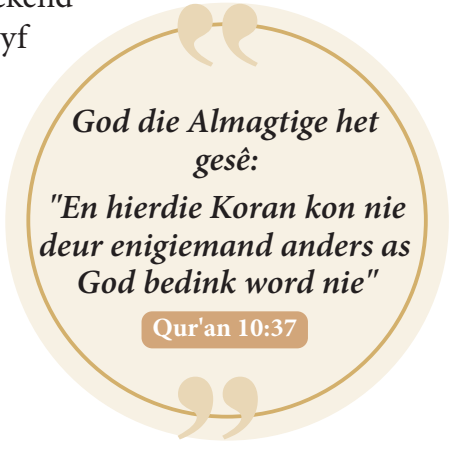 yf
God die Almagtige het
gesê:
"En hierdie Koran kon nie
deur enigiemand anders as
God bedink word nie"
Qur'an 10:37